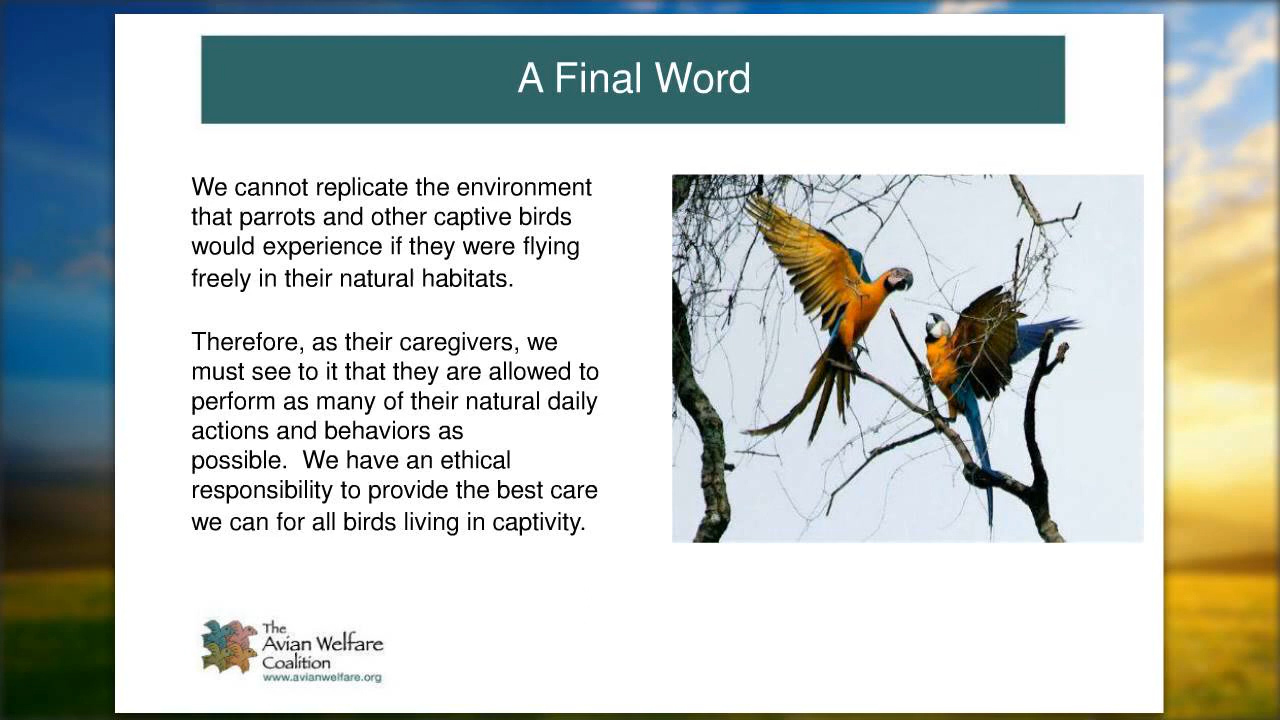 A Final Word
We cannot replicate the environment
that parrots and other captive birds
would experience if they were flying
freely in their natural habitats.
Therefore, as their caregivers, we
must see to it that they are allowed to
perform as many of their natural daily
actions and behaviors as
possible.  We have an ethical
responsibility to provide the best care
we can for all birds living in captivity.
The
Avian Welfare
Coalition
www.avianwelfare.org